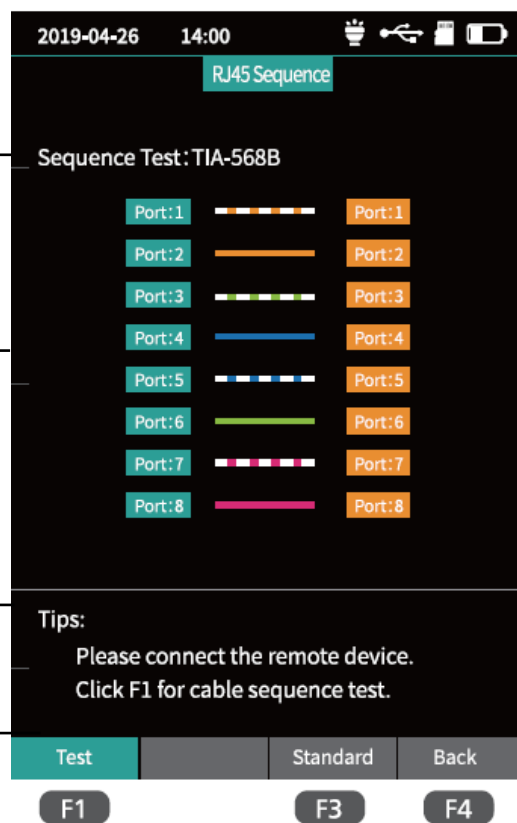 2019-04-26 14:00
RJ45 Sequence
Sequence Test:TIA-568B
Port:1 Port:1
Port:2 Port:2
Port:3 Port:3
Port:4 Port:4
Port:5 Port:5
Port:6 Port:6
Port:7 Port:7
Port:8 Port:8
Tips:
Please connect the remote device.
Click F1 for cable sequence test.
Test Standard Back
F1 F3 F4